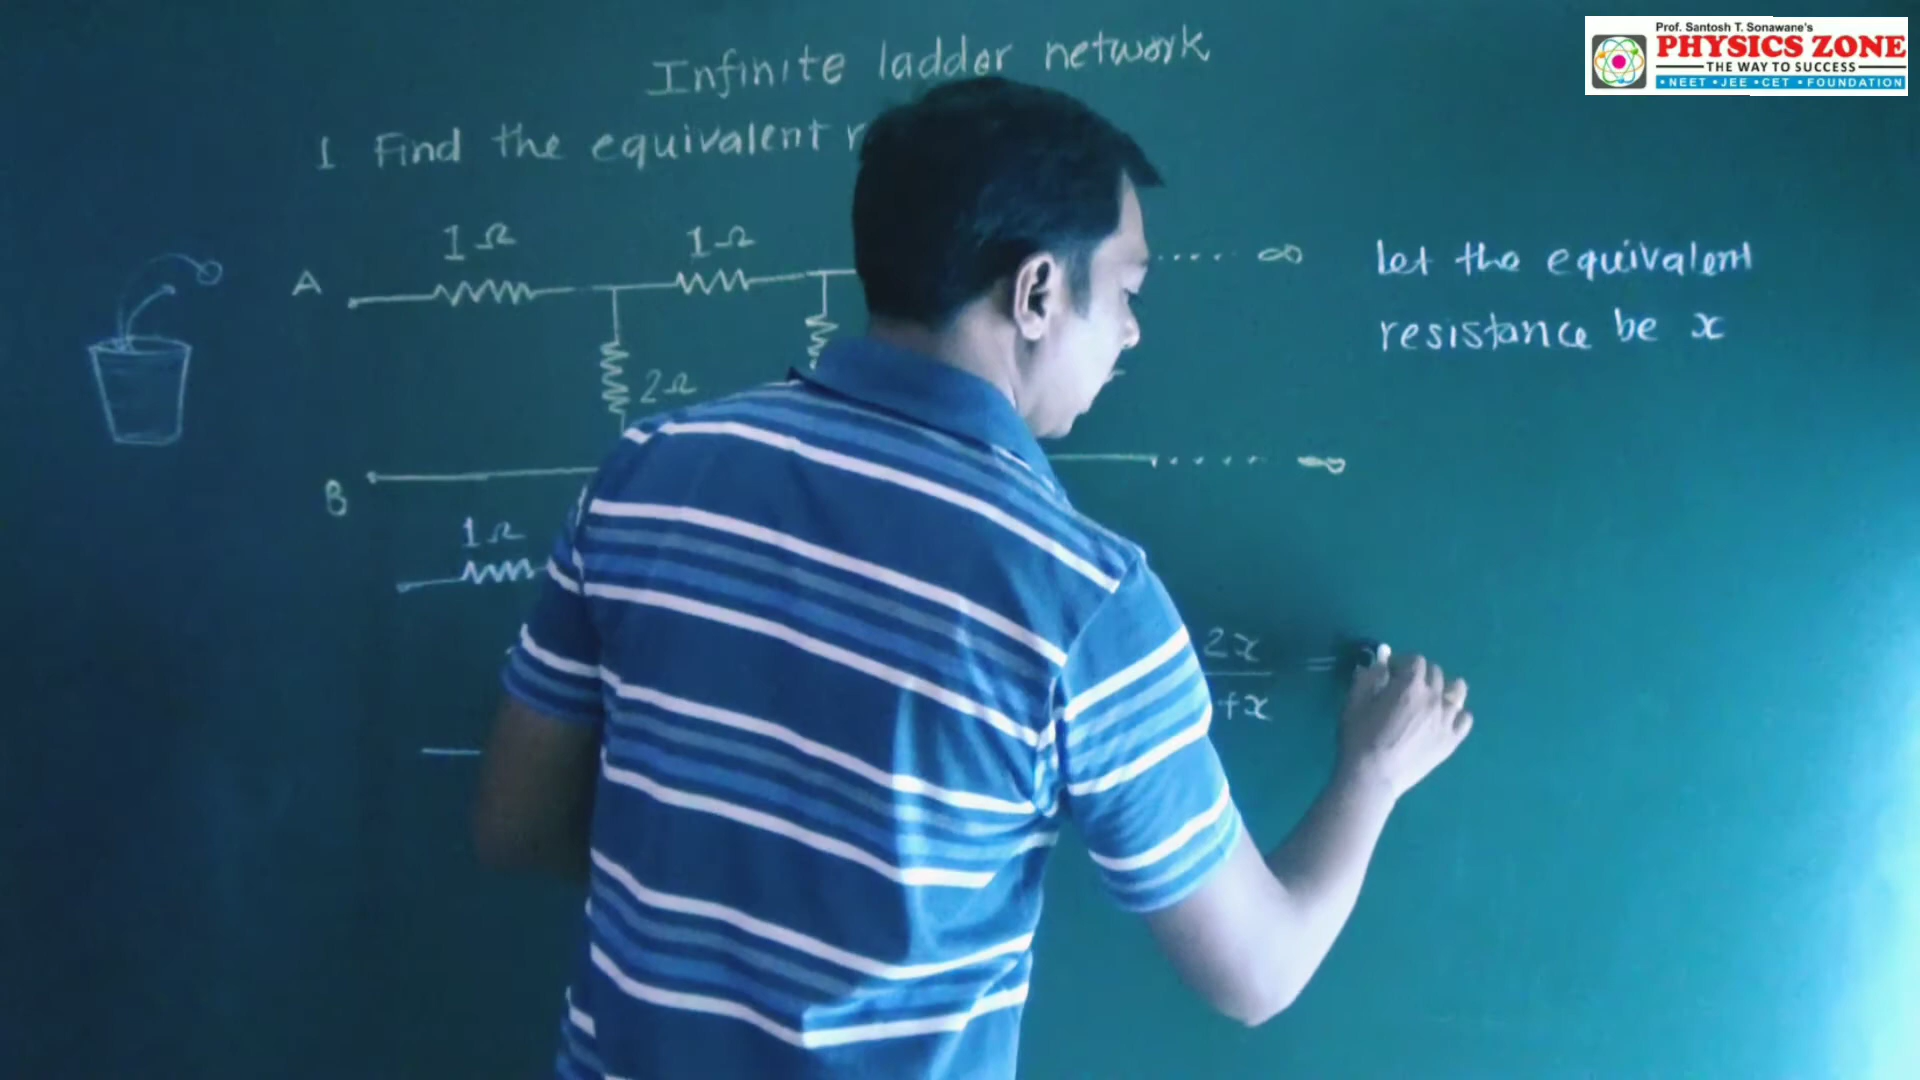 Prof. Santosh T. Sonawane's
PHYSICS ZONE
THE WAY TO SUCCESS
• NEET • JEE • CET • FOUNDATION
Infinite ladder network
1 Find the equivalent r
1Ω 1Ω
A ..... ∞
2Ω
B ..... ∞
let the equivalent
resistance be x
1Ω
2x =
+x